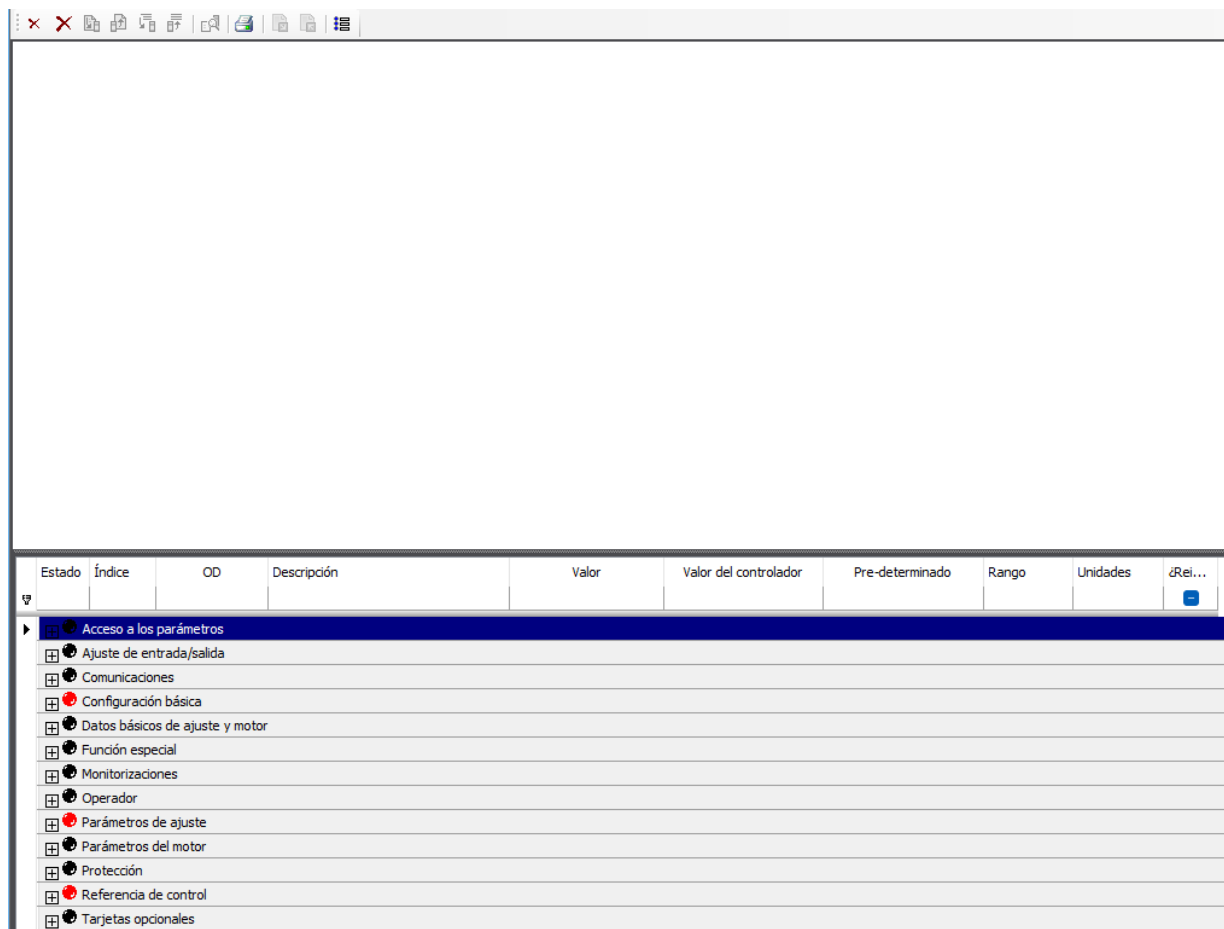 Estado Índice OD Descripción Valor Valor del controlador Pre-determinado Rango Unidades ¿Rei...
Acceso a los parámetros
Ajuste de entrada/salida
Comunicaciones
Configuración básica
Datos básicos de ajuste y motor
Función especial
Monitorizaciones
Operador
Parámetros de ajuste
Parámetros del motor
Protección
Referencia de control
Tarjetas opcionales